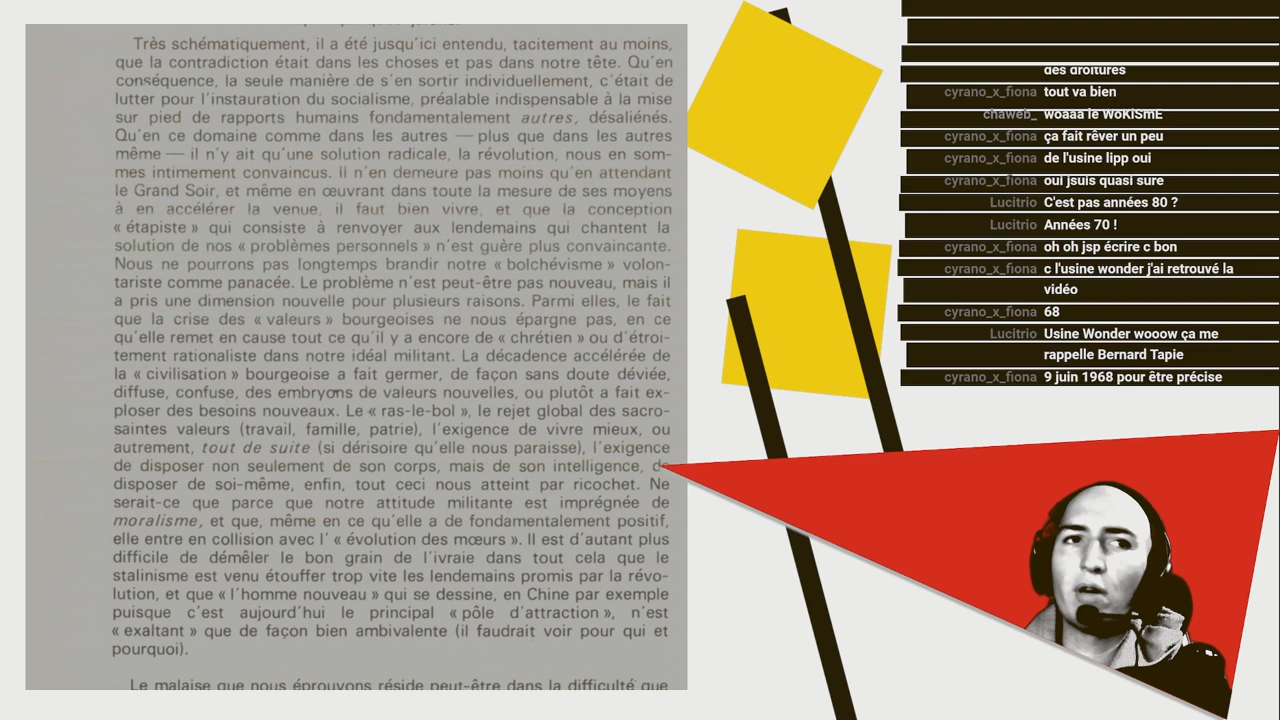 Très schématiquement, il a été jusqu'ici entendu, tacitement au moins,
que la contradiction était dans les choses et pas dans notre tête. Qu'en
conséquence, la seule manière de s'en sortir individuellement, c'était de
lutter pour l'instauration du socialisme, préalable indispensable à la mise
sur pied de rapports humains fondamentalement autres, désaliénés.
Qu'en ce domaine comme dans les autres — plus que dans les autres
même — il n'y ait qu'une solution radicale, la révolution, nous en som-
mes intimement convaincus. Il n'en demeure pas moins qu'en attendant
le Grand Soir, et même en œuvrant dans toute la mesure de ses moyens
à en accélérer la venue, il faut bien vivre, et que la conception
« étapiste » qui consiste à renvoyer aux lendemains qui chantent la
solution de nos « problèmes personnels » n'est guère plus convaincante.
Nous ne pourrons pas longtemps brandir notre « bolchévisme » volon-
tariste comme panacée. Le problème n'est peut-être pas nouveau, mais il
a pris une dimension nouvelle pour plusieurs raisons. Parmi elles, le fait
que la crise des « valeurs » bourgeoises ne nous épargne pas, en ce
qu'elle remet en cause tout ce qu'il y a encore de « chrétien » ou d'étroi-
tement rationaliste dans notre idéal militant. La décadence accélérée de
la « civilisation » bourgeoise a fait germer, de façon sans doute déviée,
diffuse, confuse, des embryons de valeurs nouvelles, ou plutôt a fait ex-
ploser des besoins nouveaux. Le « ras-le-bol », le rejet global des sacro-
saintes valeurs (travail, famille, patrie), l'exigence de vivre mieux, ou
autrement, tout de suite (si dérisoire qu'elle nous paraisse), l'exigence
de disposer non seulement de son corps, mais de son intelligence, de
disposer de soi-même, enfin, tout ceci nous atteint par ricochet. Ne
serait-ce que parce que notre attitude militante est imprégnée de
moralisme, et que, même en ce qu'elle a de fondamentalement positif,
elle entre en collision avec l' « évolution des mœurs ». Il est d'autant plus
difficile de démêler le bon grain de l'ivraie dans tout cela que le
stalinisme est venu étouffer trop vite les lendemains promis par la révo-
lution, et que « l'homme nouveau » qui se dessine, en Chine par exemple
puisque c'est aujourd'hui le principal « pôle d'attraction », n'est
« exaltant » que de façon bien ambivalente (il faudrait voir pour qui et
pourquoi).
Le malaise que nous éprouvons réside peut-être dans la difficulté que
des droitures
cyrano_x_fiona tout va bien
chaweb_ woaaa le WoKiSmE
cyrano_x_fiona ça fait rêver un peu
cyrano_x_fiona de l'usine lipp oui
cyrano_x_fiona oui jsuis quasi sure
Lucitrio C'est pas années 80 ?
Lucitrio Années 70 !
cyrano_x_fiona oh oh jsp écrire c bon
cyrano_x_fiona c l'usine wonder j'ai retrouvé la
vidéo
cyrano_x_fiona 68
Lucitrio Usine Wonder wooow ça me
rappelle Bernard Tapie
cyrano_x_fiona 9 juin 1968 pour être précise